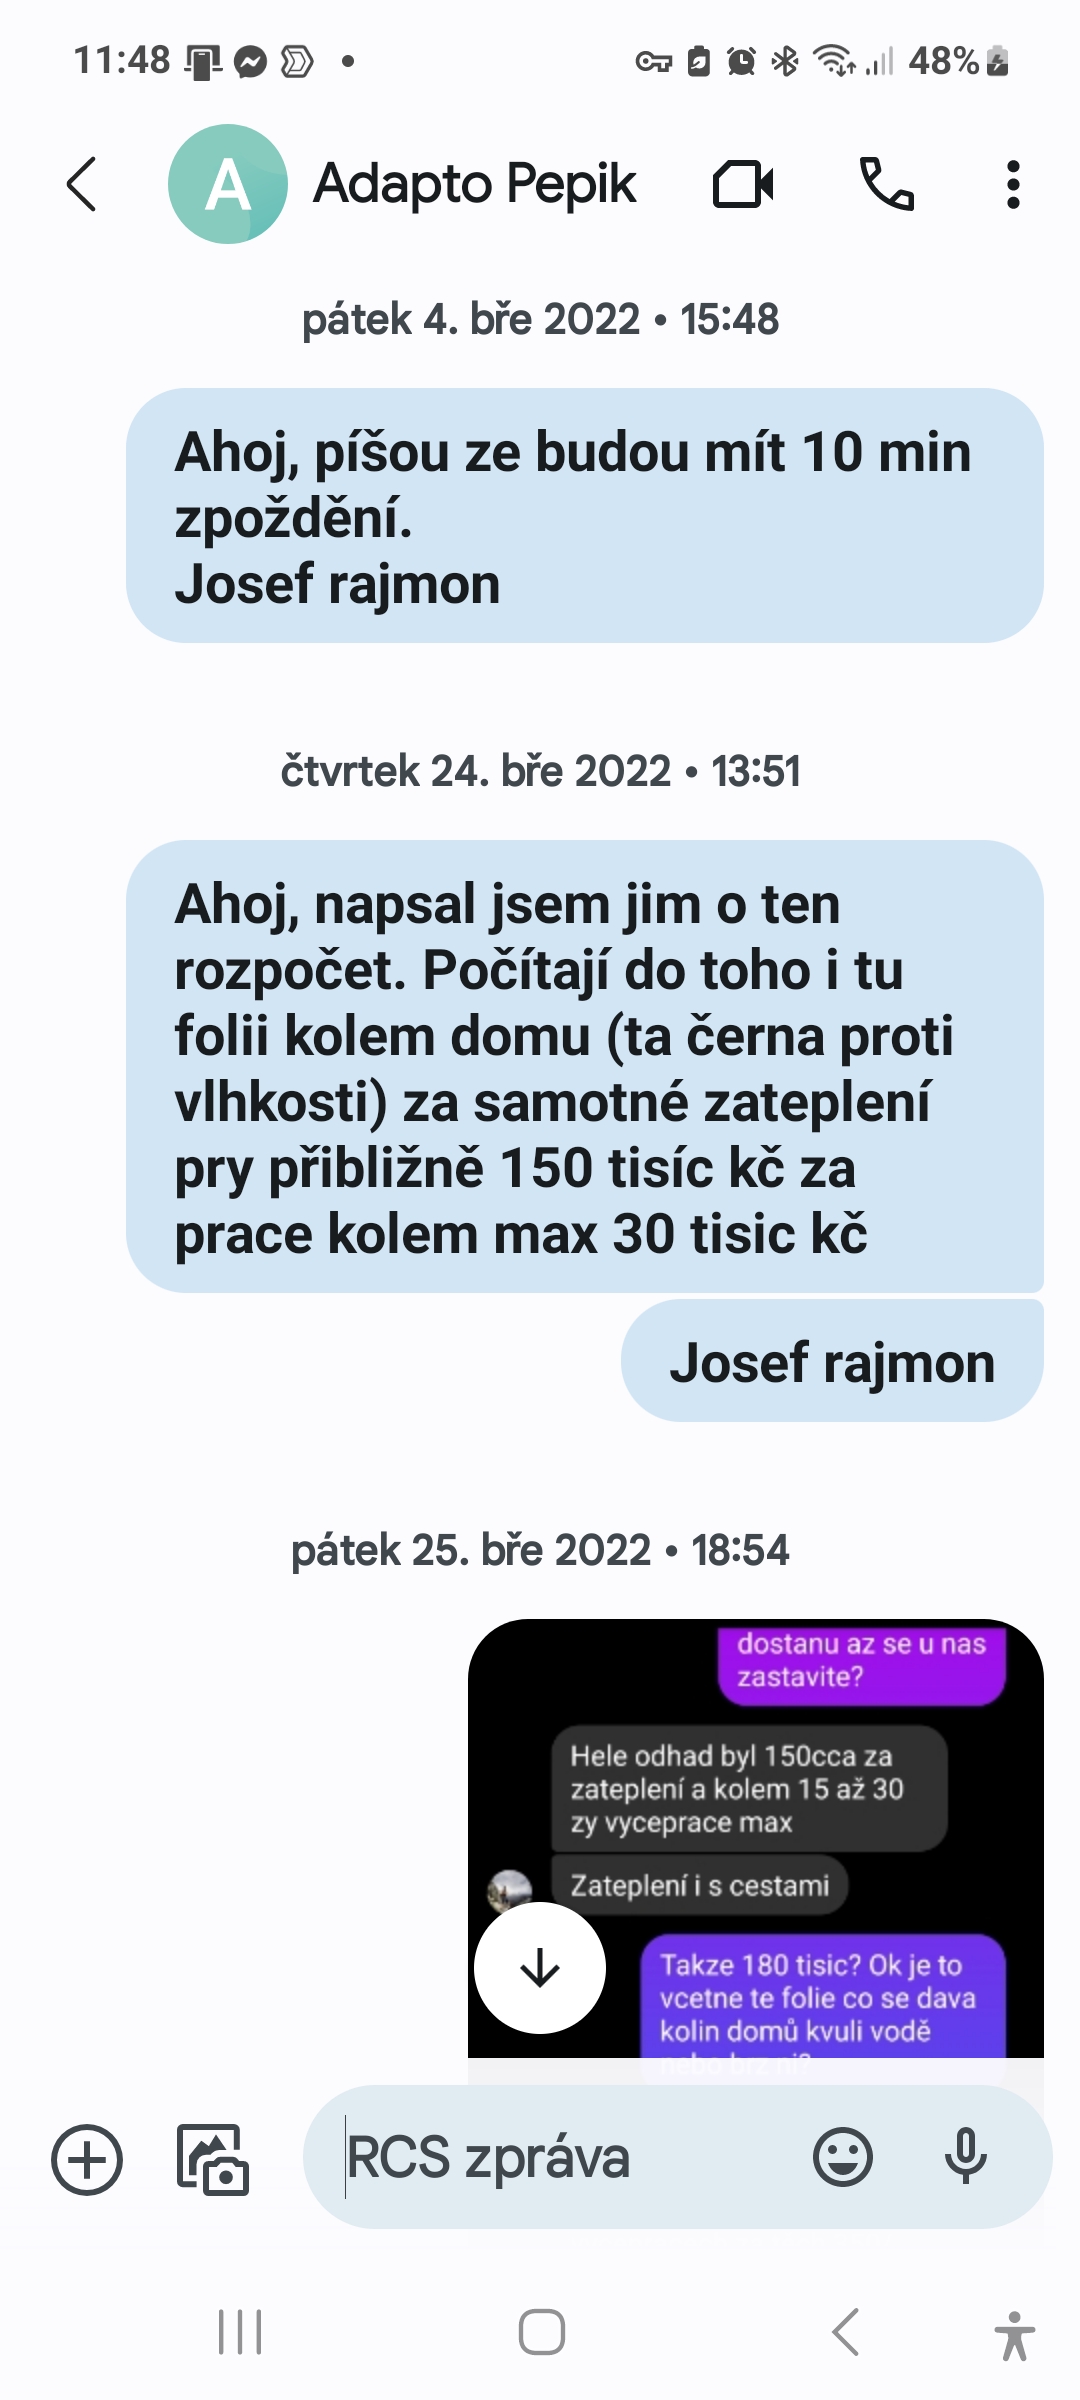 11:48
48%
A
Adapto Pepik
pátek 4. bře 2022 • 15:48
Ahoj, píšou ze budou mít 10 min
zpoždění.
Josef rajmon
čtvrtek 24. bře 2022 • 13:51
Ahoj, napsal jsem jim o ten
rozpočet. Počítají do toho i tu
folii kolem domu (ta černa proti
vlhkosti) za samotné zateplení
pry přibližně 150 tisíc kč za
prace kolem max 30 tisic kč
Josef rajmon
pátek 25. bře 2022 • 18:54
dostanu az se u nas
zastavite?
Hele odhad byl 150cca za
zateplení a kolem 15 až 30
zy vyceprace max
Zateplení i s cestami
Takze 180 tisic? Ok je to
vcetne te folie co se dava
kolin domů kvuli vodě
nebo brz ni?
RCS zpráva